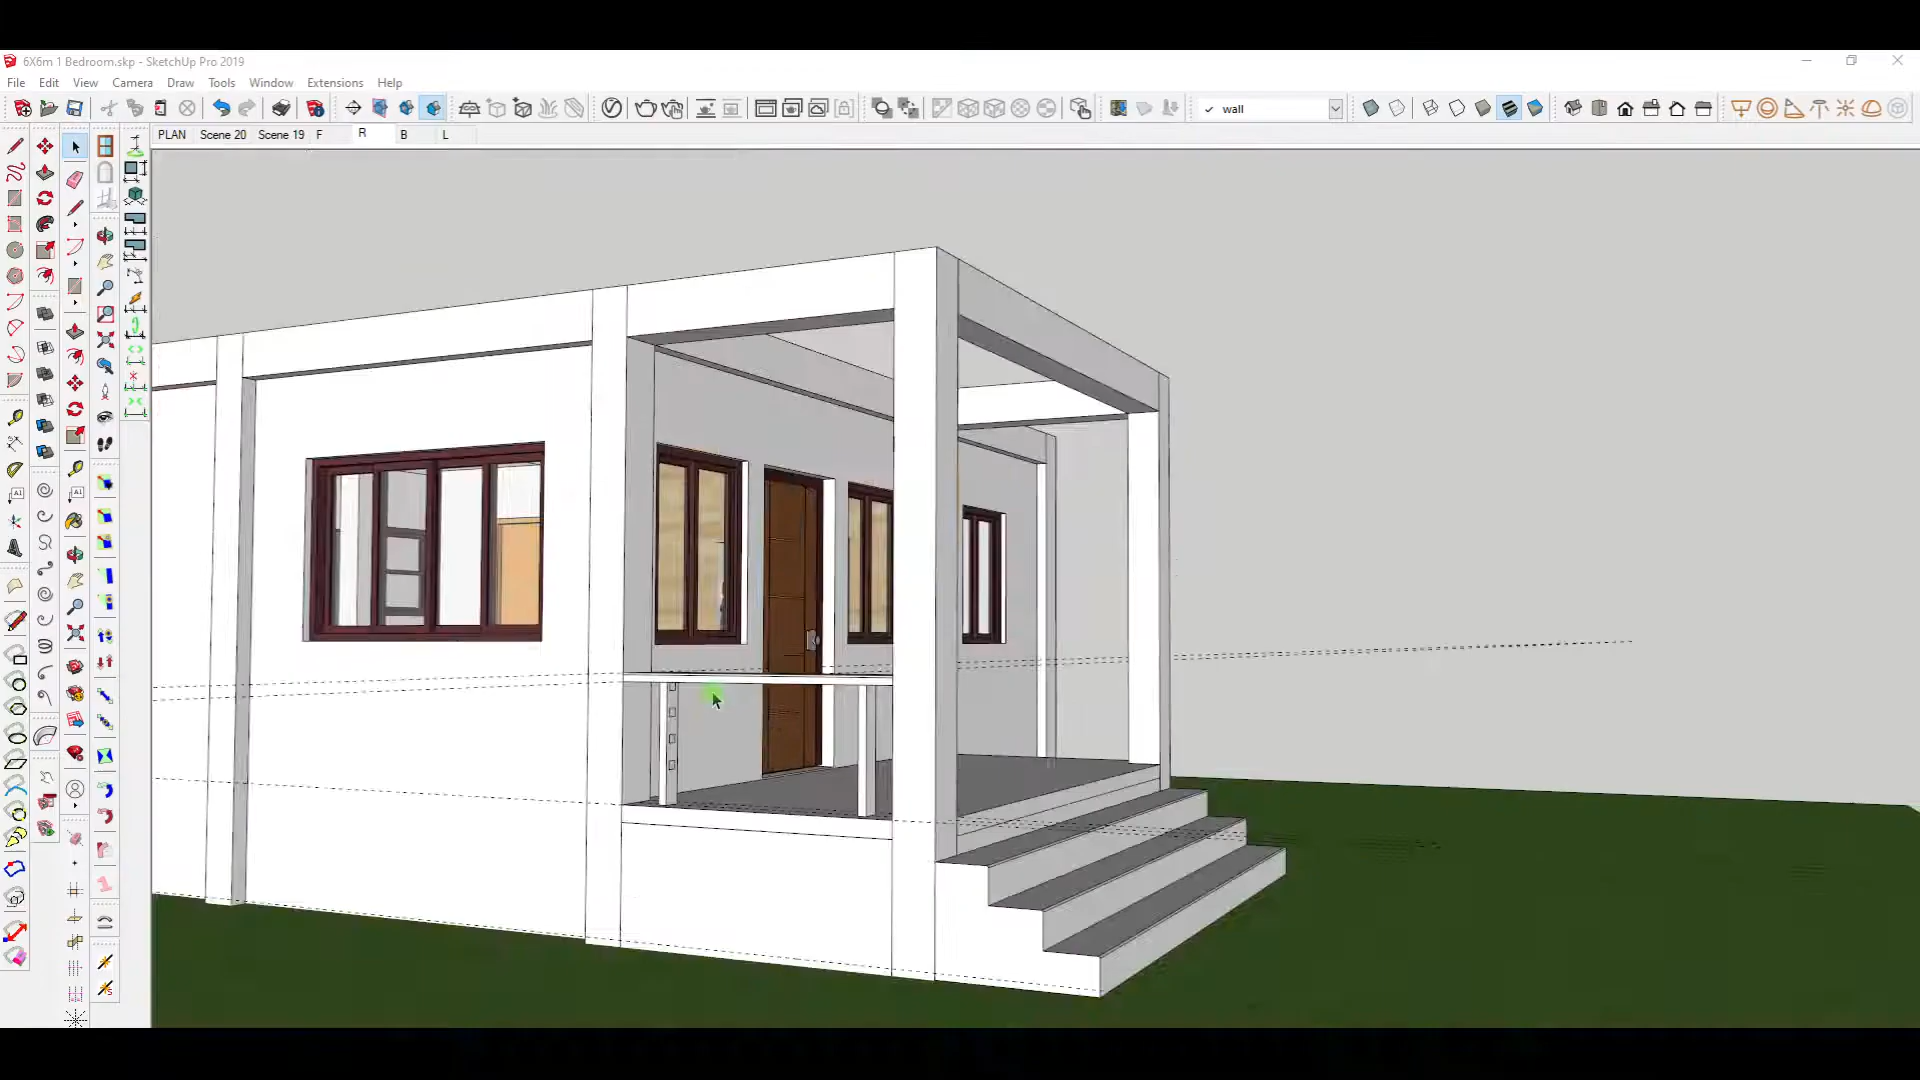 6X6m 1 Bedroom.skp - SketchUp Pro 2019
File Edit View Camera Draw Tools Window Extensions Help
wall
PLAN Scene 20 Scene 19 F R B L